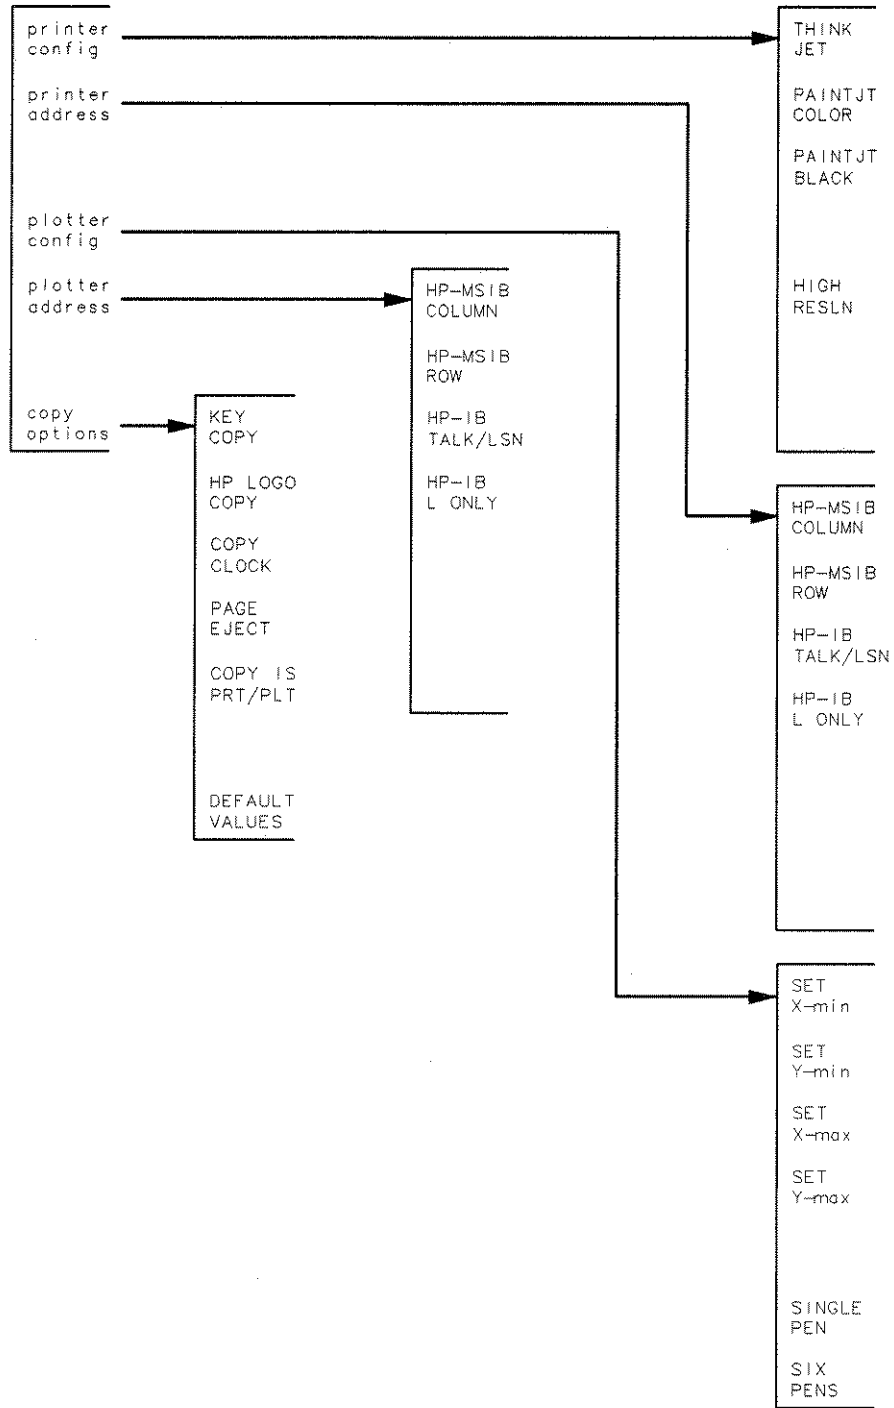 printer
config
printer
address
plotter
config
plotter
address
copy
options
KEY
COPY
HP LOGO
COPY
COPY
CLOCK
PAGE
EJECT
COPY IS
PRT/PLT
DEFAULT
VALUES
HP-MSIB
COLUMN
HP-MSIB
ROW
HP-IB
TALK/LSN
HP-IB
L ONLY
THINK
JET
PAINTJT
COLOR
PAINTJT
BLACK
HIGH
RESLN
HP-MSIB
COLUMN
HP-MSIB
ROW
HP-IB
TALK/LSN
HP-IB
L ONLY
SET
X-min
SET
Y-min
SET
X-max
SET
Y-max
SINGLE
PEN
SIX
PENS